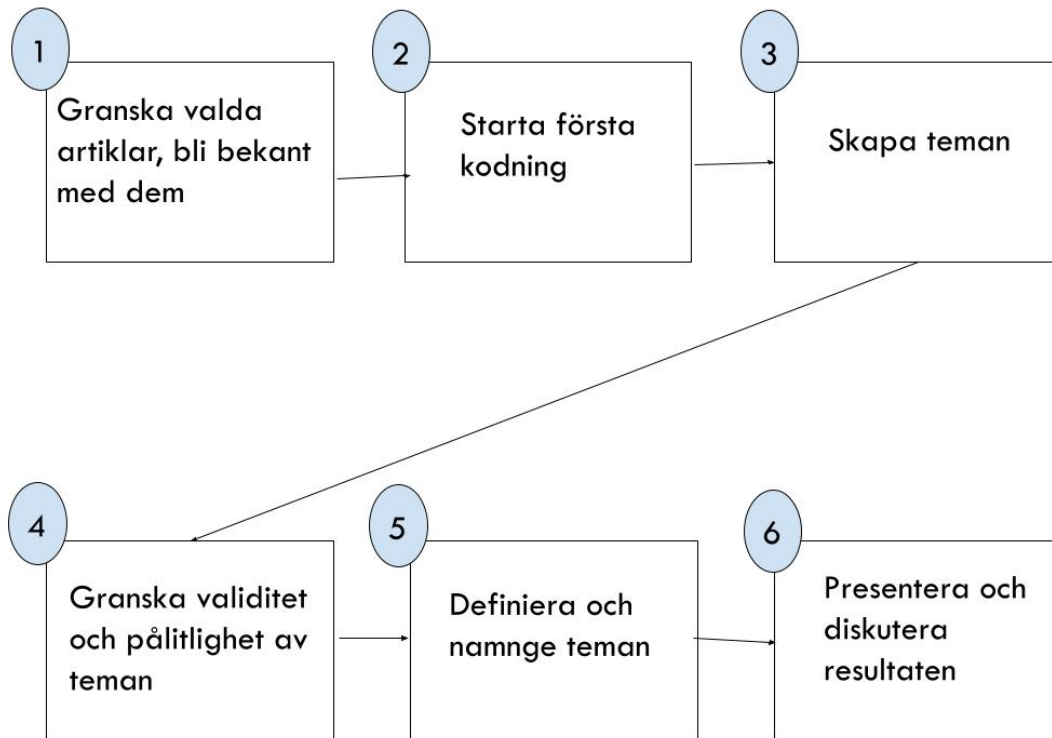 1
Granska valda
artiklar, bli bekant
med dem
2
Starta första
kodning
3
Skapa teman
4
Granska validitet
och pålitlighet av
teman
5
Definiera och
namnge teman
6
Presentera och
diskutera
resultaten